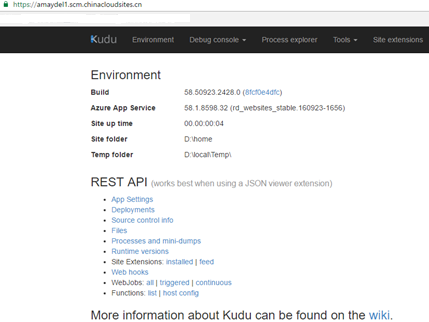 https://amaydel1.scm.chinacloudsites.cn
Kudu Environment Debug console Process explorer Tools Site extensions
Environment
Build 58.50923.2428.0 (8fcf0e4dfc)
Azure App Service 58.1.8598.32 (rd_websites_stable.160923-1656)
Site up time 00.00:00:04
Site folder D:\home
Temp folder D:\local\Temp\
REST API (works best when using a JSON viewer extension)
App Settings
Deployments
Source control info
Files
Processes and mini-dumps
Runtime versions
Site Extensions: installed | feed
Web hooks
WebJobs: all | triggered | continuous
Functions: list | host config
More information about Kudu can be found on the wiki.